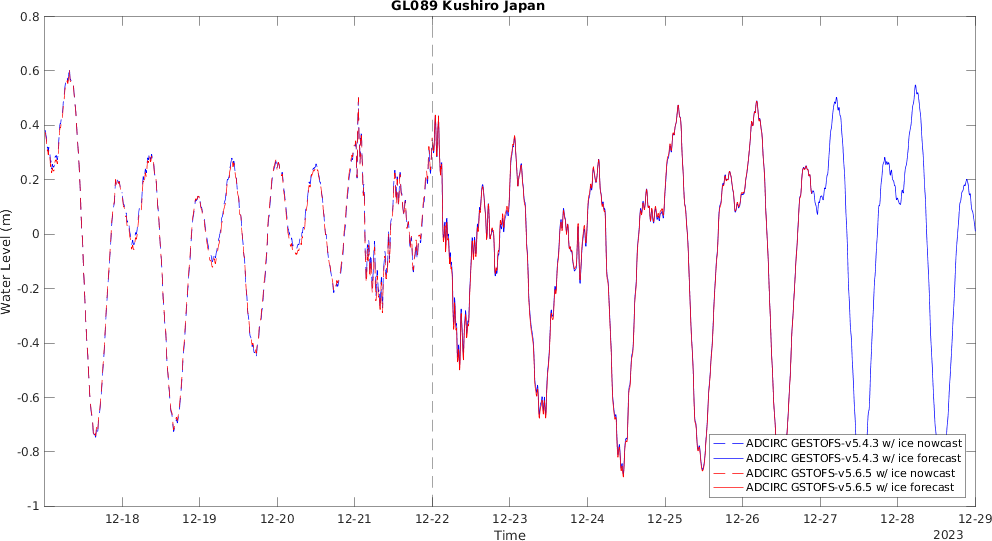 GL089 Kushiro Japan
0.8
0.6
0.4
0.2
0
-0.2
-0.4
-0.6
-0.8
-1
Water Level (m)
ADCIRC GESTOFS-v5.4.3 w/ ice nowcast
ADCIRC GESTOFS-v5.4.3 w/ ice forecast
ADCIRC GSTOFS-v5.6.5 w/ ice nowcast
ADCIRC GSTOFS-v5.6.5 w/ ice forecast
12-18 12-19 12-20 12-21 12-22 12-23 12-24 12-25 12-26 12-27 12-28 12-29
Time
2023